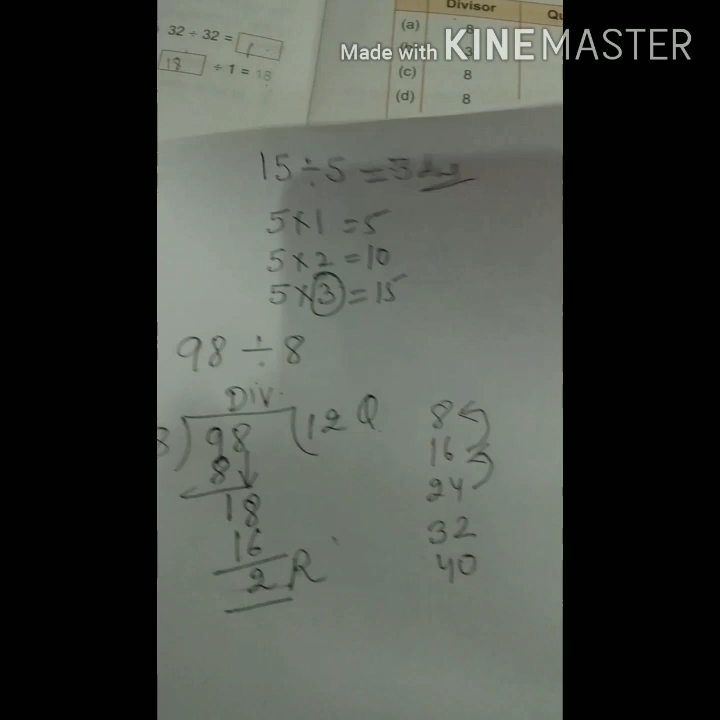 32 ÷ 32 = 1
18 ÷ 1 = 18
Divisor
(a) 8
3
(c) 8
(d) 8
Made with KINEMASTER
15 ÷ 5 = 3
5 × 1 = 5
5 × 2 = 10
5 × 3 = 15
98 ÷ 8
Div.
8) 98 (12 Q
8
18
16
2 R
8
16
24
32
40